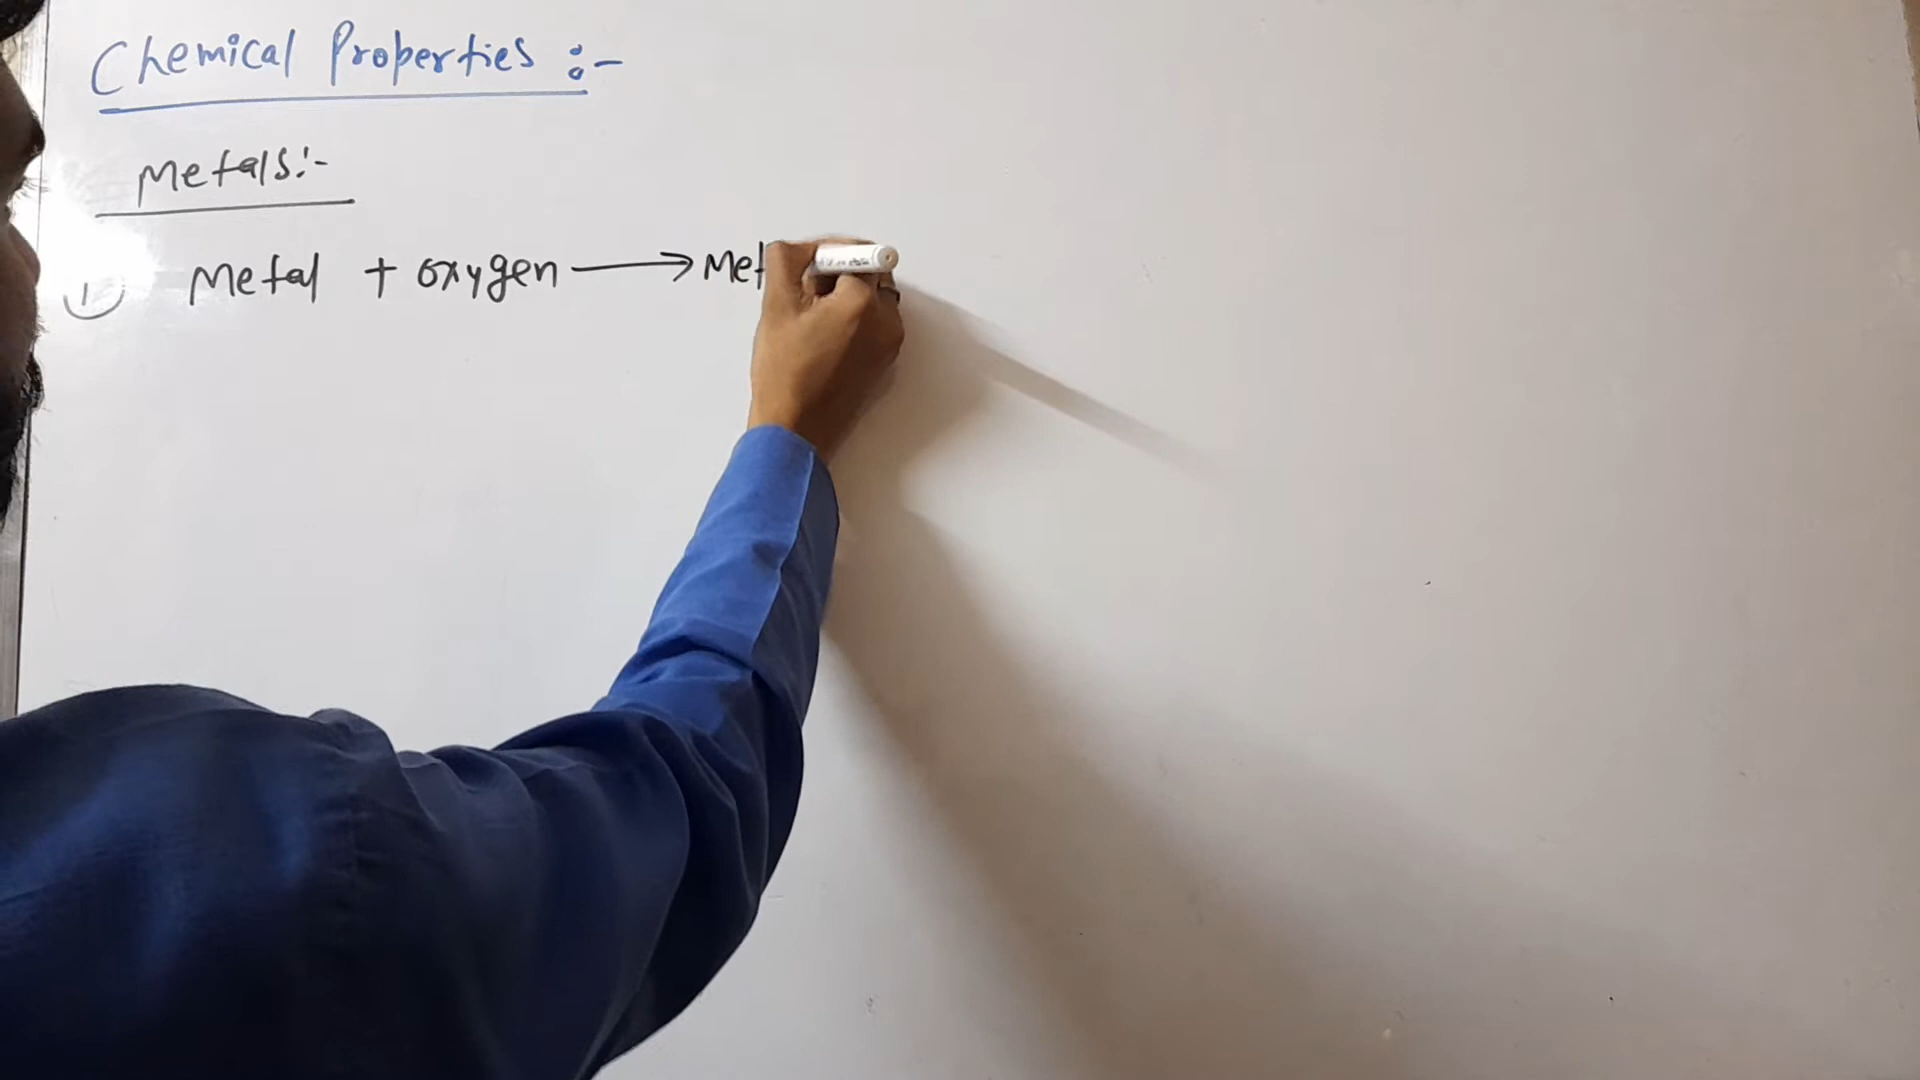 Chemical Properties :-
Metals:-
1) Metal + oxygen → Met